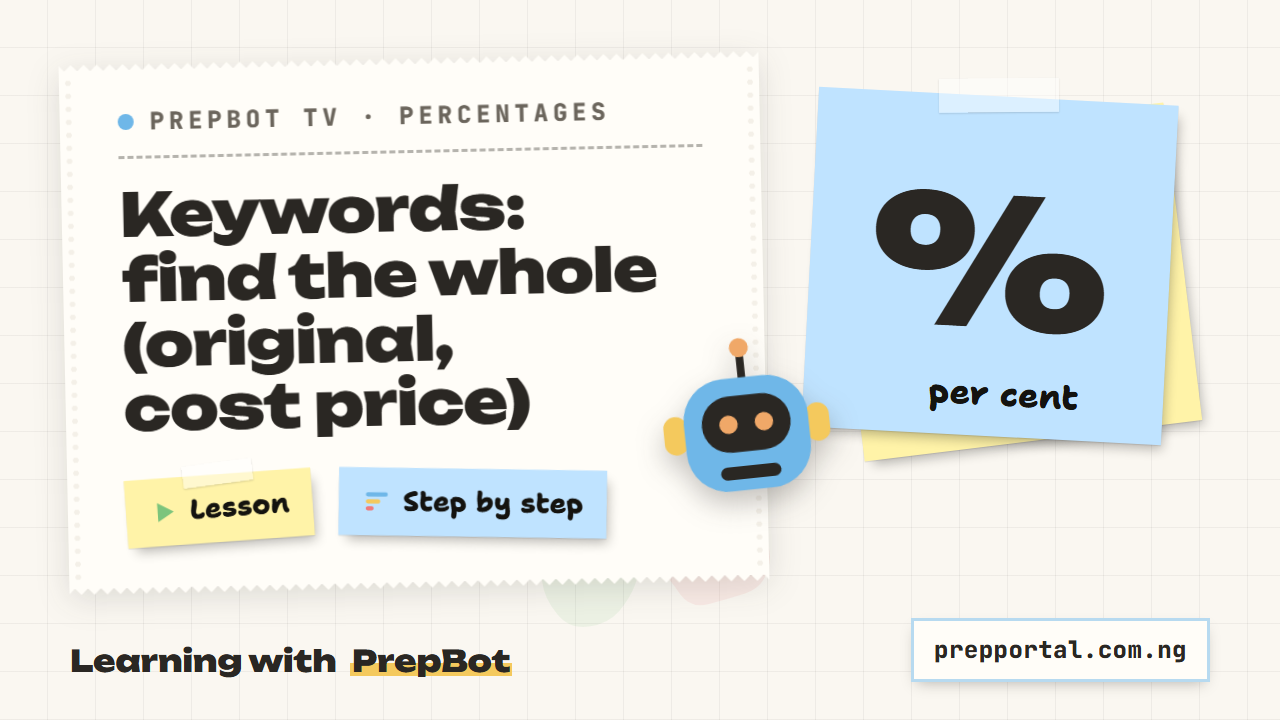 PREPBOT TV · PERCENTAGES
Keywords:
find the whole
(original,
cost price)
Lesson
Step by step
%
per cent
Learning with PrepBot
prepportal.com.ng